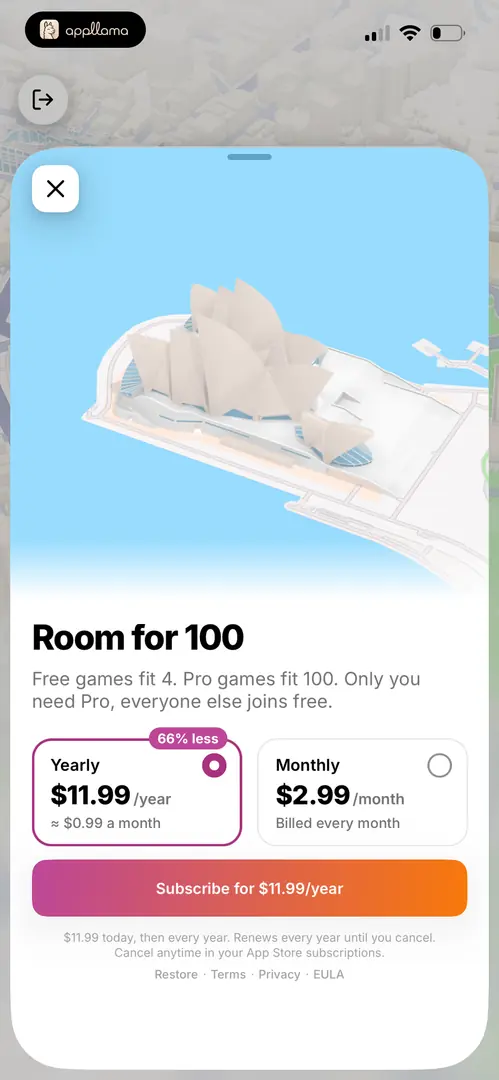 appllama
Room for 100
Free games fit 4. Pro games fit 100. Only you
need Pro, everyone else joins free.
66% less
Yearly
$11.99 /year
≈ $0.99 a month
Monthly
$2.99 /month
Billed every month
Subscribe for $11.99/year
$11.99 today, then every year. Renews every year until you cancel.
Cancel anytime in your App Store subscriptions.
Restore · Terms · Privacy · EULA